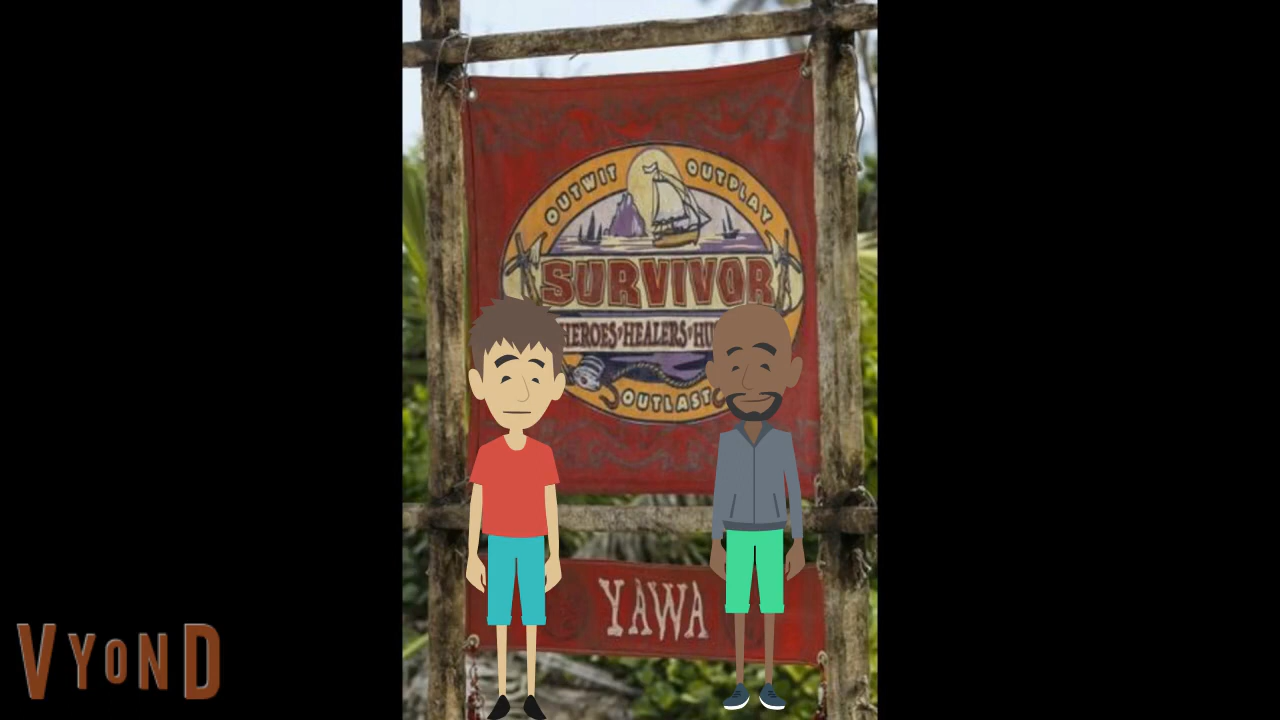 OUTWIT OUTPLAY
SURVIVOR
HEROES HEALERS
OUTLAST
YAWA
VYOND